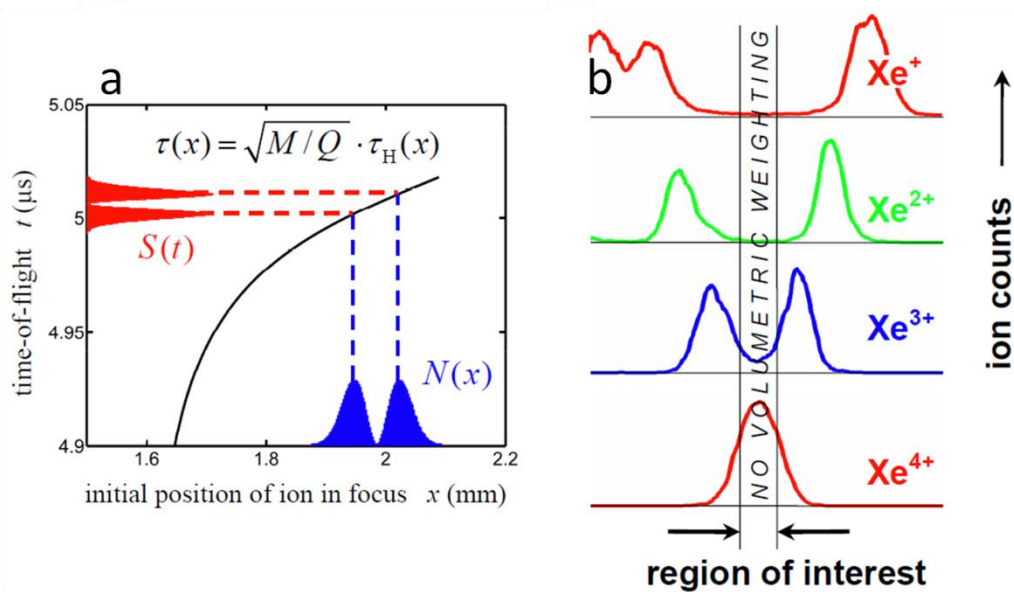 a
5.05
τ(x) = √M/Q · τH(x)
time-of-flight t (μs)
5
S(t)
4.95
N(x)
4.9
1.6 1.8 2 2.2
initial position of ion in focus x (mm)
b
NO VOLUMETRIC WEIGHTING
Xe+
Xe2+
Xe3+
Xe4+
ion counts
region of interest